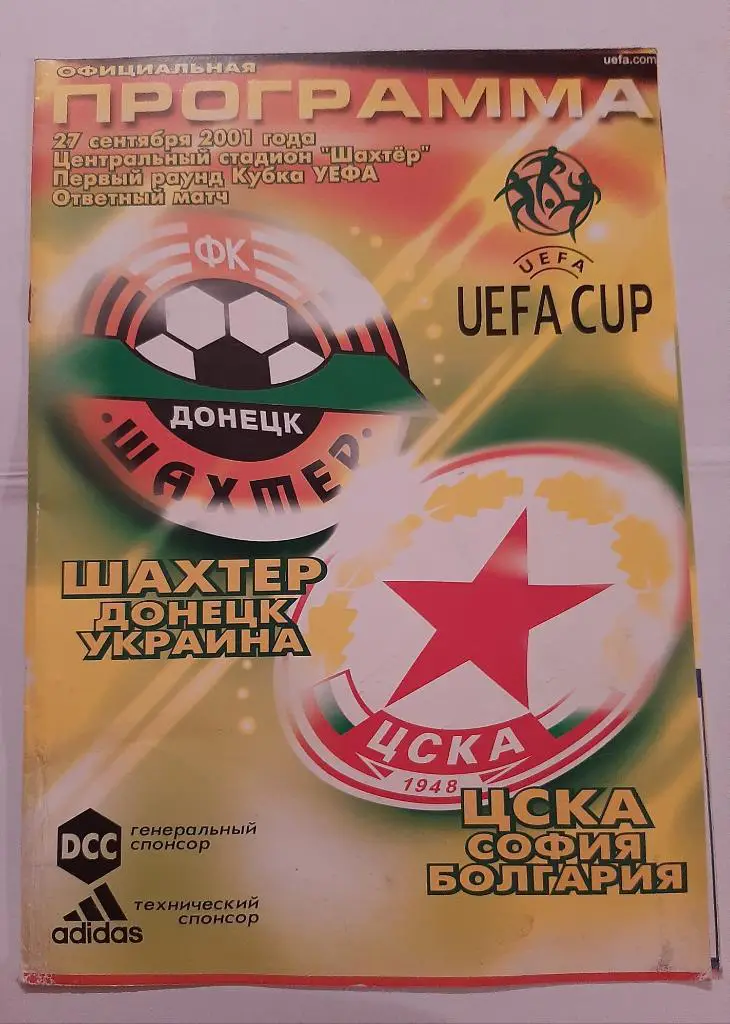 ОФИЦИАЛЬНАЯ
uefa.com
ПРОГРАММА
27 сентября 2001 года
Центральный стадион "Шахтёр"
Первый раунд Кубка УЕФА
Ответный матч
UEFA
UEFA CUP
ФК
ДОНЕЦК
·ШАХТЕР·
ШАХТЕР
ДОНЕЦК
УКРАИНА
ЦСКА
1948
ЦСКА
СОФИЯ
БОЛГАРИЯ
DCC
генеральный
спонсор
adidas
технический
спонсор